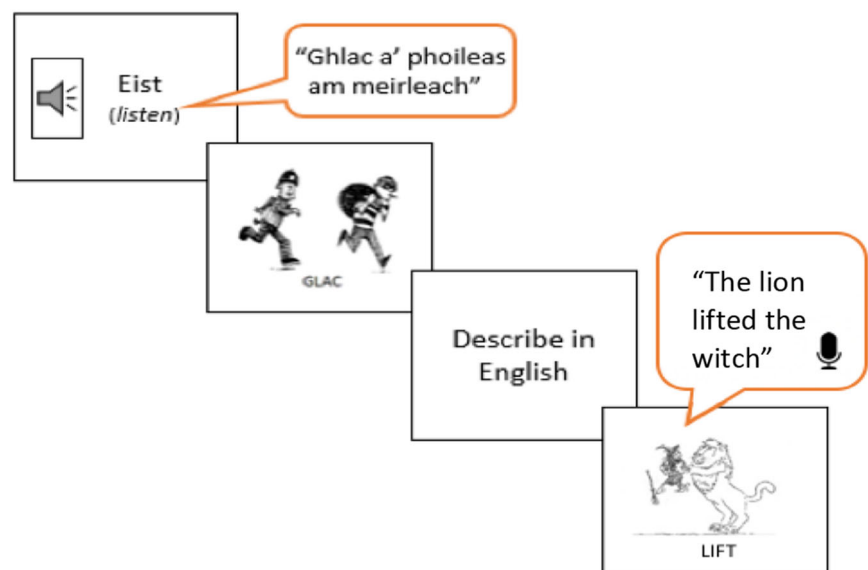 Eist
(listen)
“Ghlac a’ phoileas
am meirleach”
GLAC
Describe in
English
“The lion
lifted the
witch”
LIFT